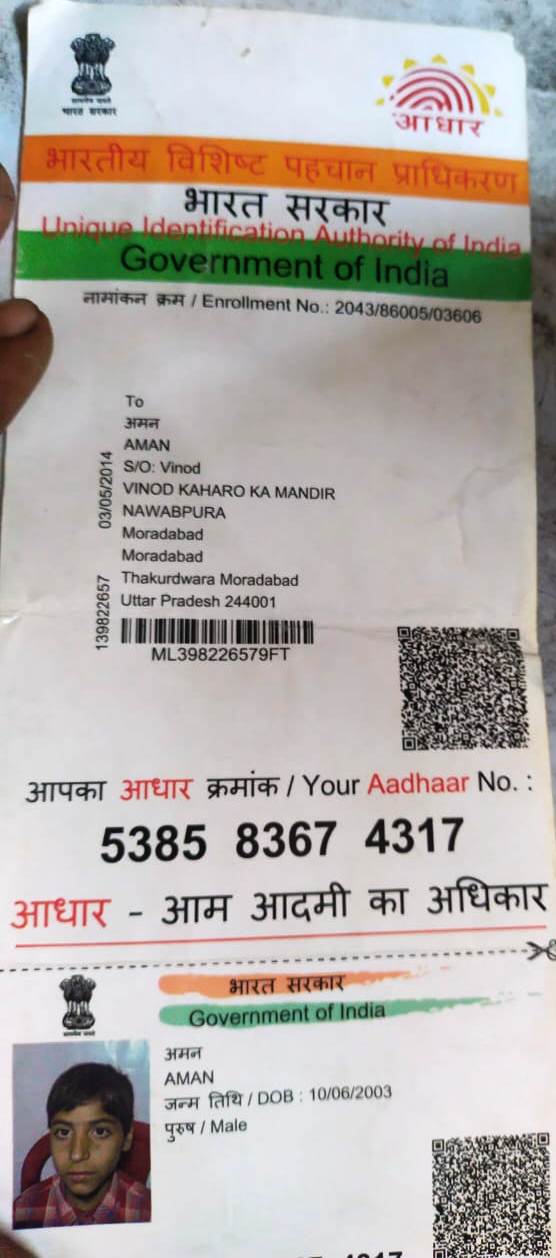 भारत सरकार
आधार
भारतीय विशिष्ट पहचान प्राधिकरण
भारत सरकार
Unique Identification Authority of India
Government of India
नामांकन क्रम / Enrollment No.: 2043/86005/03606
To
अमन
AMAN
S/O: Vinod
VINOD KAHARO KA MANDIR
NAWABPURA
Moradabad
Moradabad
Thakurdwara Moradabad
Uttar Pradesh 244001
03/05/2014
139822657
ML398226579FT
आपका आधार क्रमांक / Your Aadhaar No. :
5385 8367 4317
आधार - आम आदमी का अधिकार
भारत सरकार
Government of India
अमन
AMAN
जन्म तिथि / DOB : 10/06/2003
पुरुष / Male